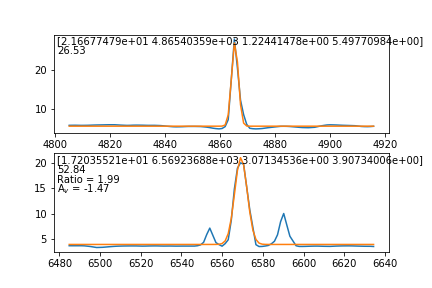 [2.16677479e+01 4.86540359e+03 1.22441478e+00 5.49770984e+00]
26.53
20
10
4800 4820 4840 4860 4880 4900 4920
[1.72035521e+01 6.56923688e+03 3.07134536e+00 3.90734006e+00]
52.84
Ratio = 1.99
Aᵥ = -1.47
20
15
10
5
6480 6500 6520 6540 6560 6580 6600 6620 6640